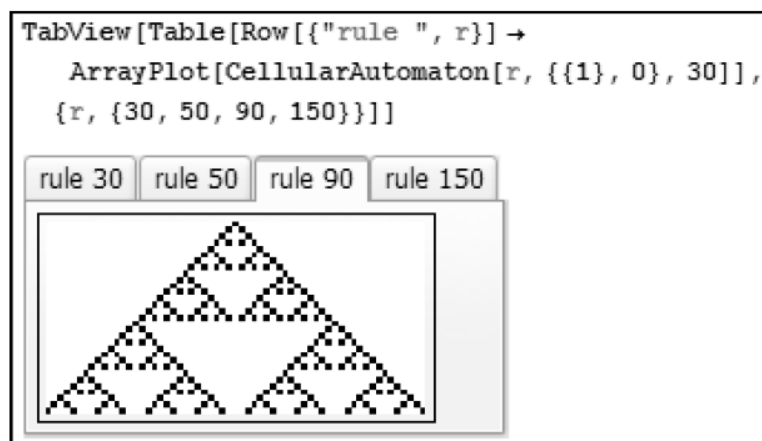 TabView[Table[Row[{"rule ", r}] →
ArrayPlot[CellularAutomaton[r, {{1}, 0}, 30]],
{r, {30, 50, 90, 150}}]]
rule 30 rule 50 rule 90 rule 150